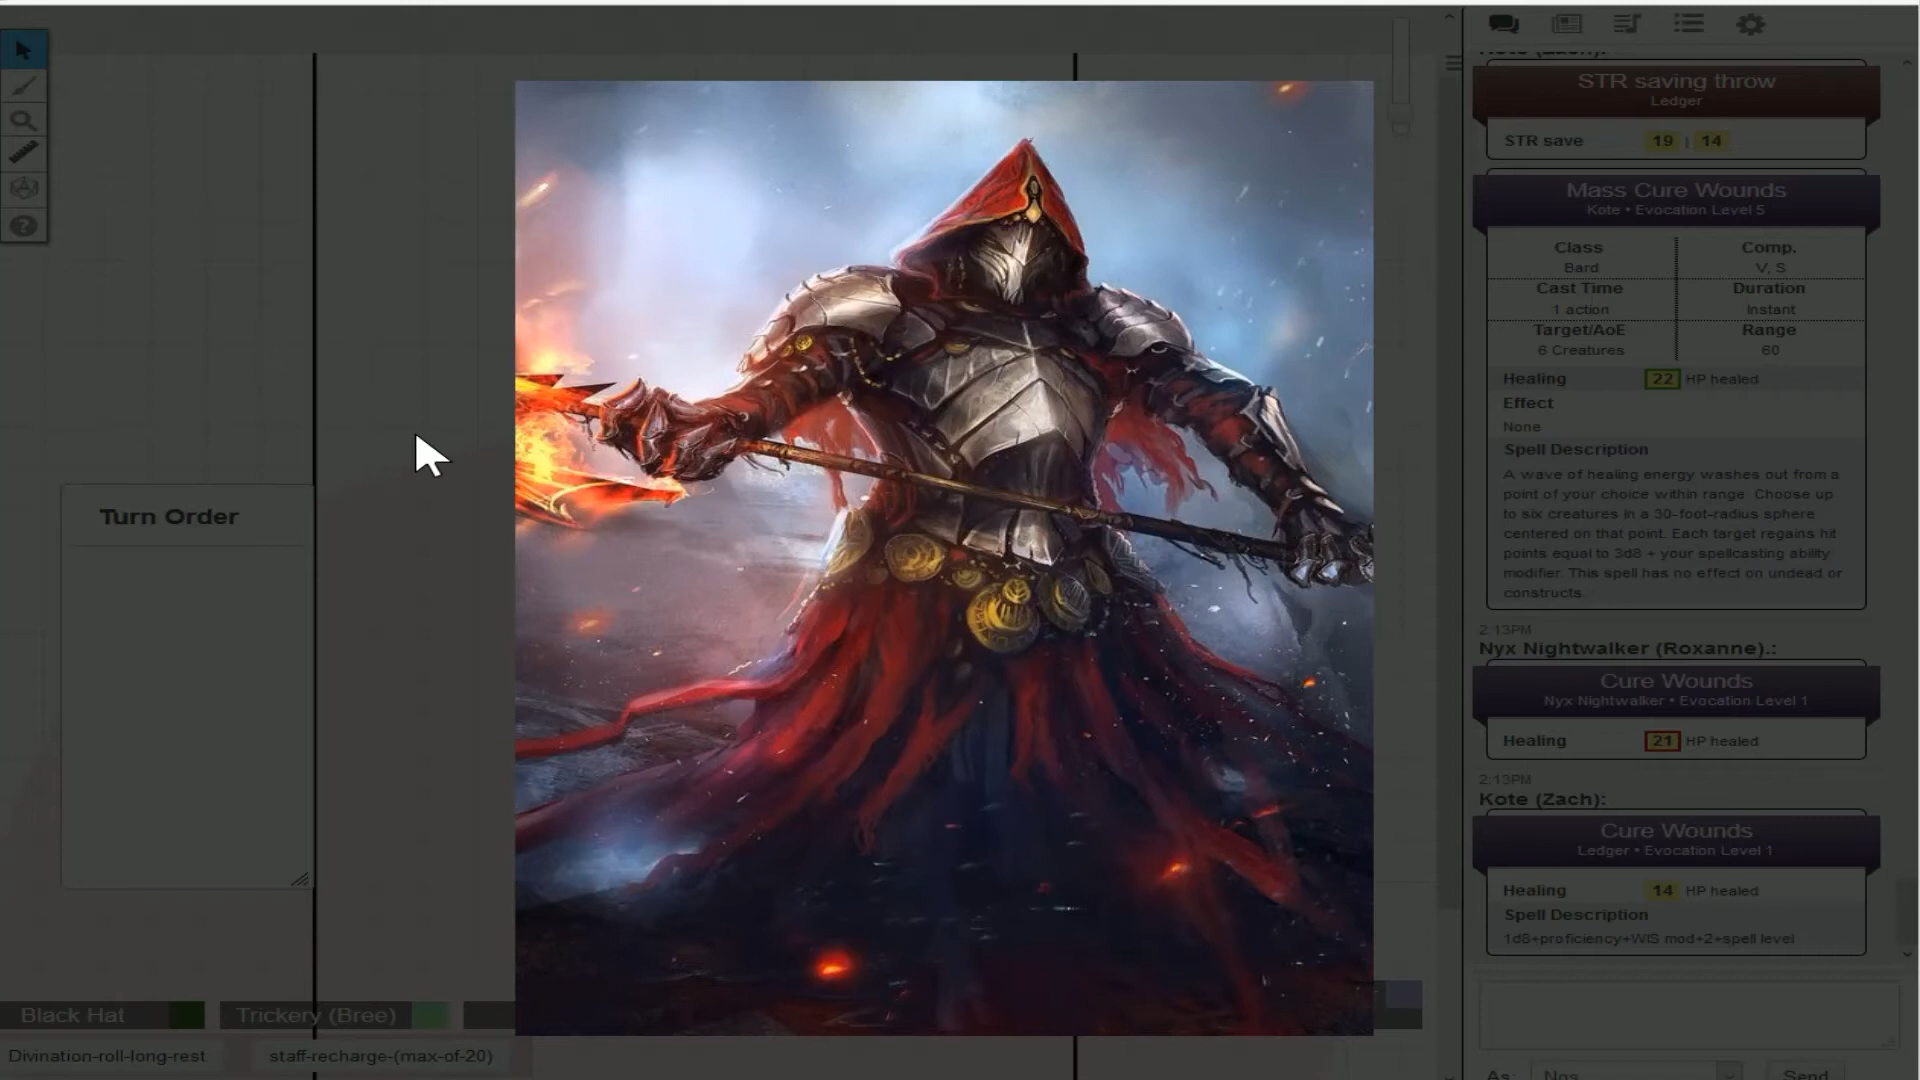 Turn Order
Black Hat
Trickery (Bree)
Divination-roll-long-rest
staff-recharge-(max-of-20)
STR saving throw
Ledger
STR save 19 | 14
Mass Cure Wounds
Kote • Evocation Level 5
Class Comp.
Bard V, S
Cast Time Duration
1 action Instant
Target/AoE Range
6 Creatures 60
Healing 22 HP healed
Effect
None
Spell Description
A wave of healing energy washes out from a
point of your choice within range. Choose up
to six creatures in a 30-foot-radius sphere
centered on that point. Each target regains hit
points equal to 3d8 + your spellcasting ability
modifier. This spell has no effect on undead or
constructs.
2:13PM
Nyx Nightwalker (Roxanne).:
Cure Wounds
Nyx Nightwalker • Evocation Level 1
Healing 21 HP healed
2:13PM
Kote (Zach):
Cure Wounds
Ledger • Evocation Level 1
Healing 14 HP healed
Spell Description
1d8+proficiency+WIS mod+2+spell level
As: Send